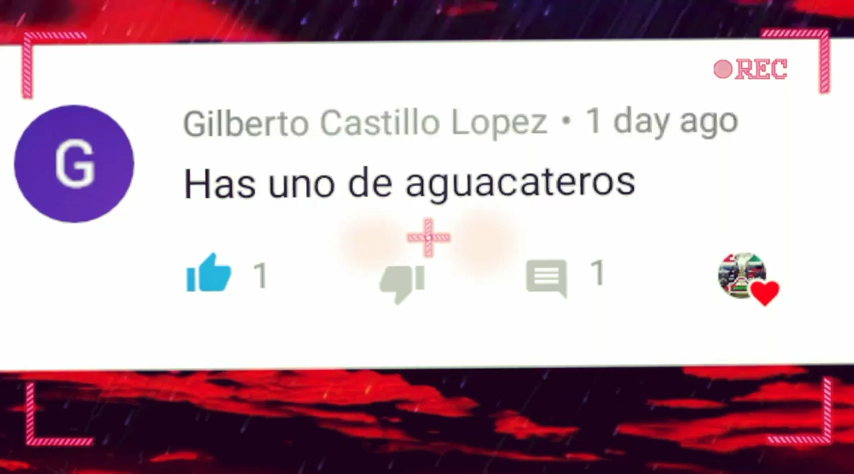 REC
Gilberto Castillo Lopez • 1 day ago
G
Has uno de aguacateros
1
1